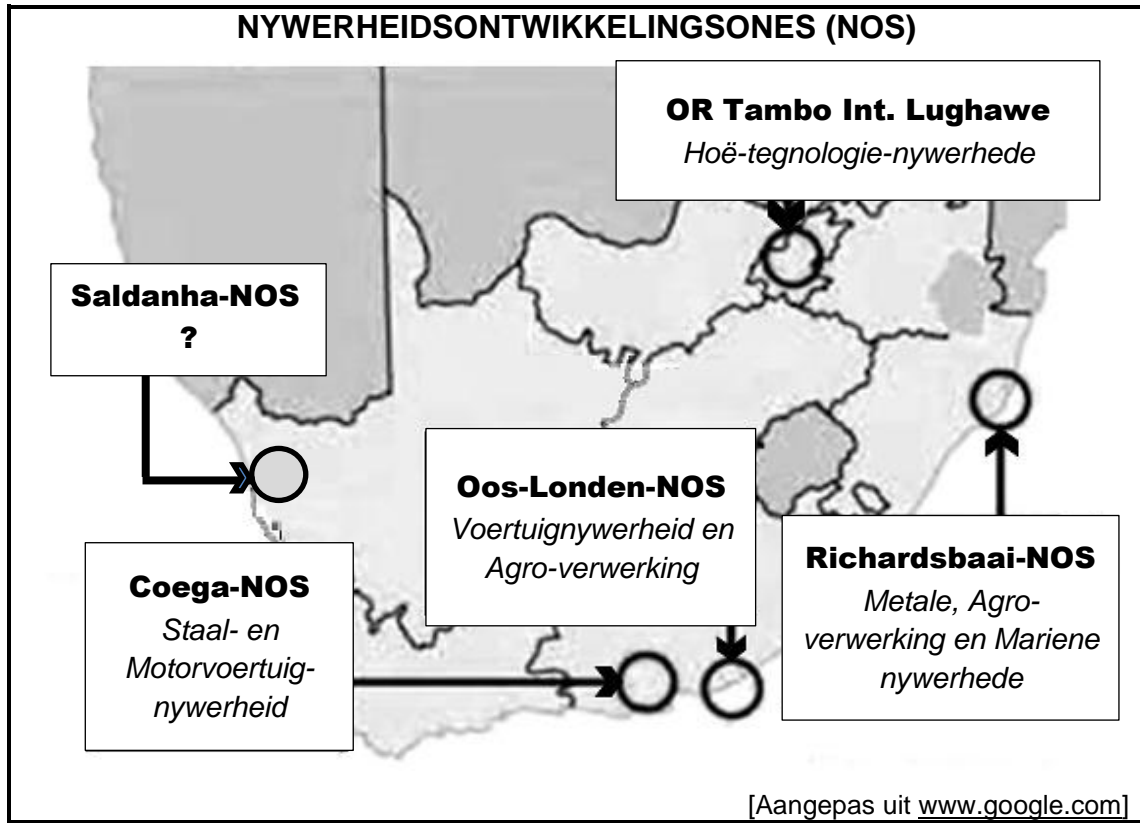 NYWERHEIDSONTWIKKELINGSONES (NOS)
OR Tambo Int. Lughawe
Hoë-tegnologie-nywerhede
Saldanha-NOS
?
Oos-Londen-NOS
Voertuignywerheid en
Agro-verwerking
Coega-NOS
Staal- en
Motorvoertuig-
nywerheid
Richardsbaai-NOS
Metale, Agro-
verwerking en Mariene
nywerhede
[Aangepas uit www.google.com]